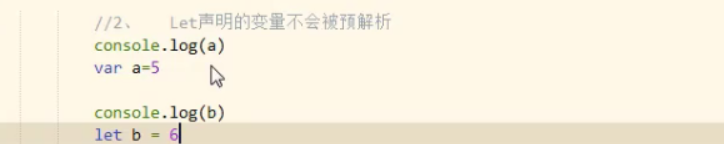 //2、 Let声明的变量不会被预解析
console.log(a)
var a=5
console.log(b)
let b = 6